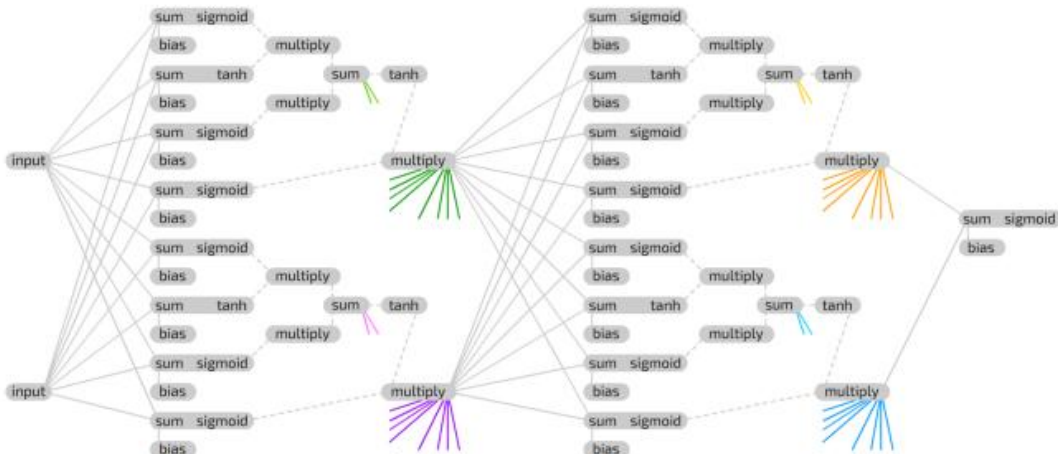 sum sigmoid sum sigmoid
bias multiply bias multiply
sum tanh sum tanh sum tanh sum tanh
bias multiply bias multiply
sum sigmoid sum sigmoid
input bias multiply bias multiply
sum sigmoid sum sigmoid
bias bias sum sigmoid
sum sigmoid sum sigmoid bias
bias multiply bias multiply
sum tanh sum tanh sum tanh sum tanh
bias multiply bias multiply
sum sigmoid sum sigmoid
input bias multiply bias multiply
sum sigmoid sum sigmoid
bias bias